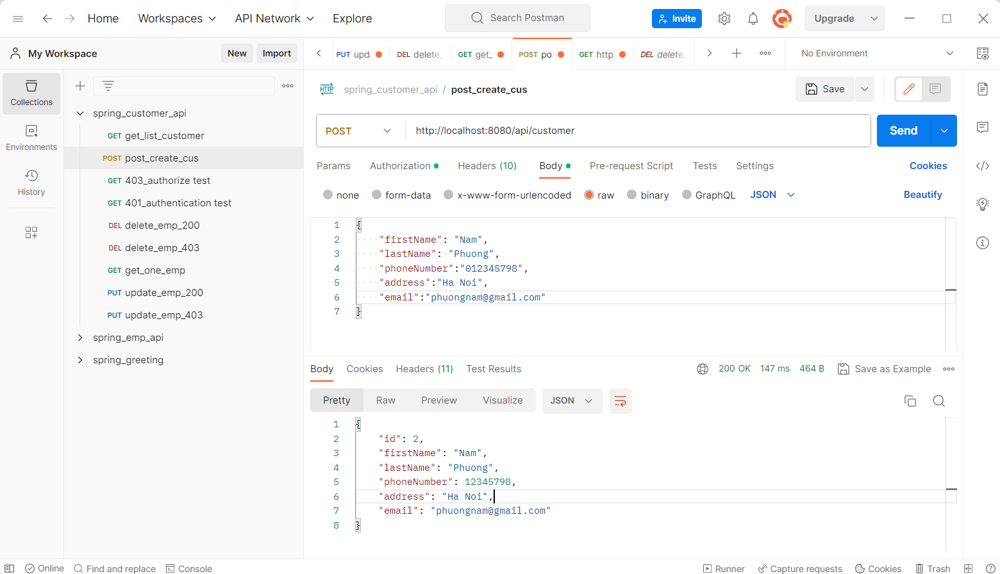 Home
Workspaces
API Network
Explore
Search Postman
Invite
Upgrade
My Workspace
New
Import
PUT upda
DEL delete_
GET get_
POST po
GET http
DEL delete_
No Environment
Collections
Environments
History
spring_customer_api
GET get_list_customer
POST post_create_cus
GET 403_authorize test
GET 401_authentication test
DEL delete_emp_200
DEL delete_emp_403
GET get_one_emp
PUT update_emp_200
PUT update_emp_403
spring_emp_api
spring_greeting
HTTP spring_customer_api / post_create_cus
Save
POST http://localhost:8080/api/customer
Send
Params Authorization Headers (10) Body Pre-request Script Tests Settings Cookies
none form-data x-www-form-urlencoded raw binary GraphQL JSON Beautify
1 {
2 "firstName": "Nam",
3 "lastName": "Phuong",
4 "phoneNumber":"012345798",
5 "address":"Ha Noi",
6 "email":"phuongnam@gmail.com"
7 }
Body Cookies Headers (11) Test Results 200 OK 147 ms 464 B Save as Example
Pretty Raw Preview Visualize JSON
1 {
2 "id": 2,
3 "firstName": "Nam",
4 "lastName": "Phuong",
5 "phoneNumber": 12345798,
6 "address": "Ha Noi",
7 "email": "phuongnam@gmail.com"
8 }
Online Find and replace Console Runner Capture requests Cookies Trash